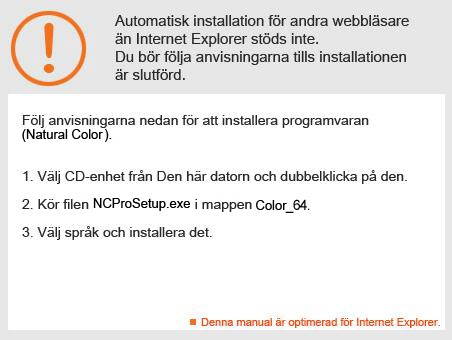 Automatisk installation för andra webbläsare
än Internet Explorer stöds inte.
Du bör följa anvisningarna tills installationen
är slutförd.
Följ anvisningarna nedan för att installera programvaran
(Natural Color).
1. Välj CD-enhet från Den här datorn och dubbelklicka på den.
2. Kör filen NCProSetup.exe i mappen Color_64.
3. Välj språk och installera det.
Denna manual är optimerad för Internet Explorer.